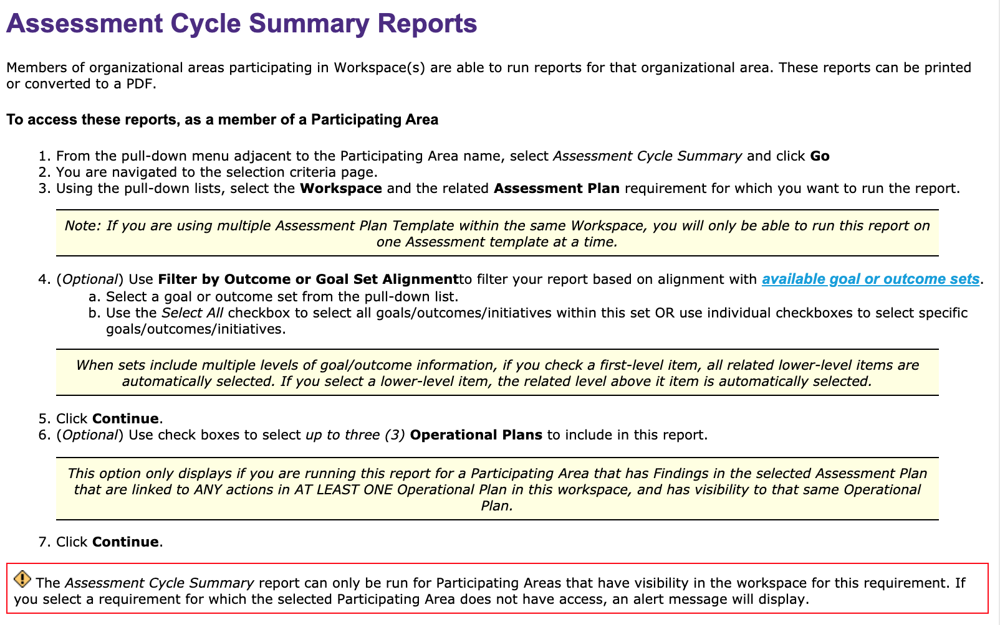 Assessment Cycle Summary Reports
Members of organizational areas participating in Workspace(s) are able to run reports for that organizational area. These reports can be printed
or converted to a PDF.
To access these reports, as a member of a Participating Area
1. From the pull-down menu adjacent to the Participating Area name, select Assessment Cycle Summary and click Go
2. You are navigated to the selection criteria page.
3. Using the pull-down lists, select the Workspace and the related Assessment Plan requirement for which you want to run the report.
Note: If you are using multiple Assessment Plan Template within the same Workspace, you will only be able to run this report on
one Assessment template at a time.
4. (Optional) Use Filter by Outcome or Goal Set Alignmentto filter your report based on alignment with available goal or outcome sets.
a. Select a goal or outcome set from the pull-down list.
b. Use the Select All checkbox to select all goals/outcomes/initiatives within this set OR use individual checkboxes to select specific
goals/outcomes/initiatives.
When sets include multiple levels of goal/outcome information, if you check a first-level item, all related lower-level items are
automatically selected. If you select a lower-level item, the related level above it item is automatically selected.
5. Click Continue.
6. (Optional) Use check boxes to select up to three (3) Operational Plans to include in this report.
This option only displays if you are running this report for a Participating Area that has Findings in the selected Assessment Plan
that are linked to ANY actions in AT LEAST ONE Operational Plan in this workspace, and has visibility to that same Operational
Plan.
7. Click Continue.
The Assessment Cycle Summary report can only be run for Participating Areas that have visibility in the workspace for this requirement. If
you select a requirement for which the selected Participating Area does not have access, an alert message will display.